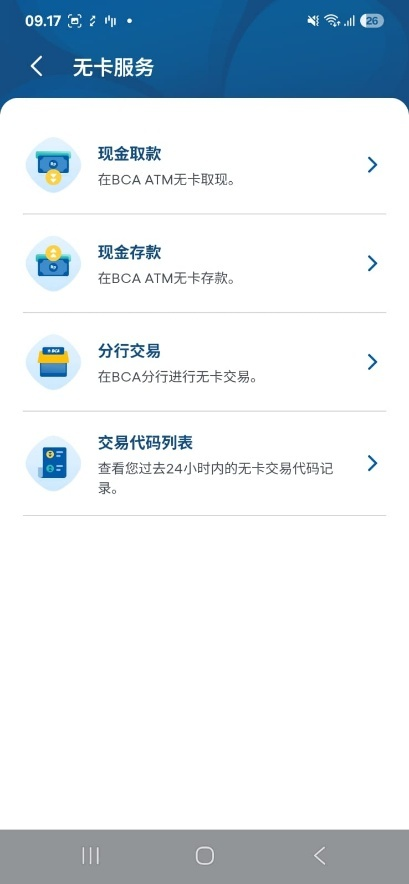 09.17
26
无卡服务
现金取款
在BCA ATM无卡取现。
现金存款
在BCA ATM无卡存款。
BCA
分行交易
在BCA分行进行无卡交易。
交易代码列表
查看您过去24小时内的无卡交易代码记
录。